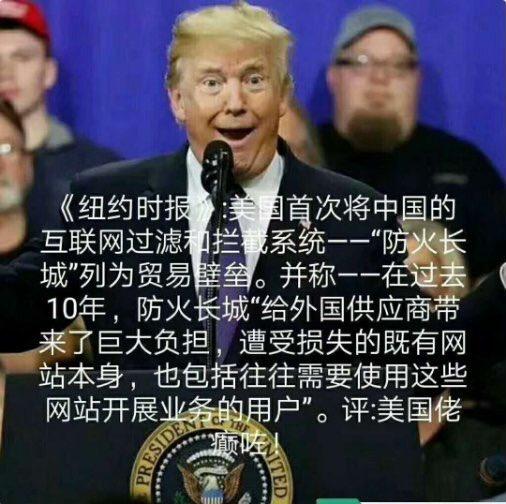 《纽约时报》:美国首次将中国的
互联网过滤和拦截系统——“防火长
城”列为贸易壁垒。并称——在过去
10年，防火长城“给外国供应商带
来了巨大负担，遭受损失的既有网
站本身，也包括往往需要使用这些
网站开展业务的用户”。评:美国佬
癫咗!
PRESIDENT OF